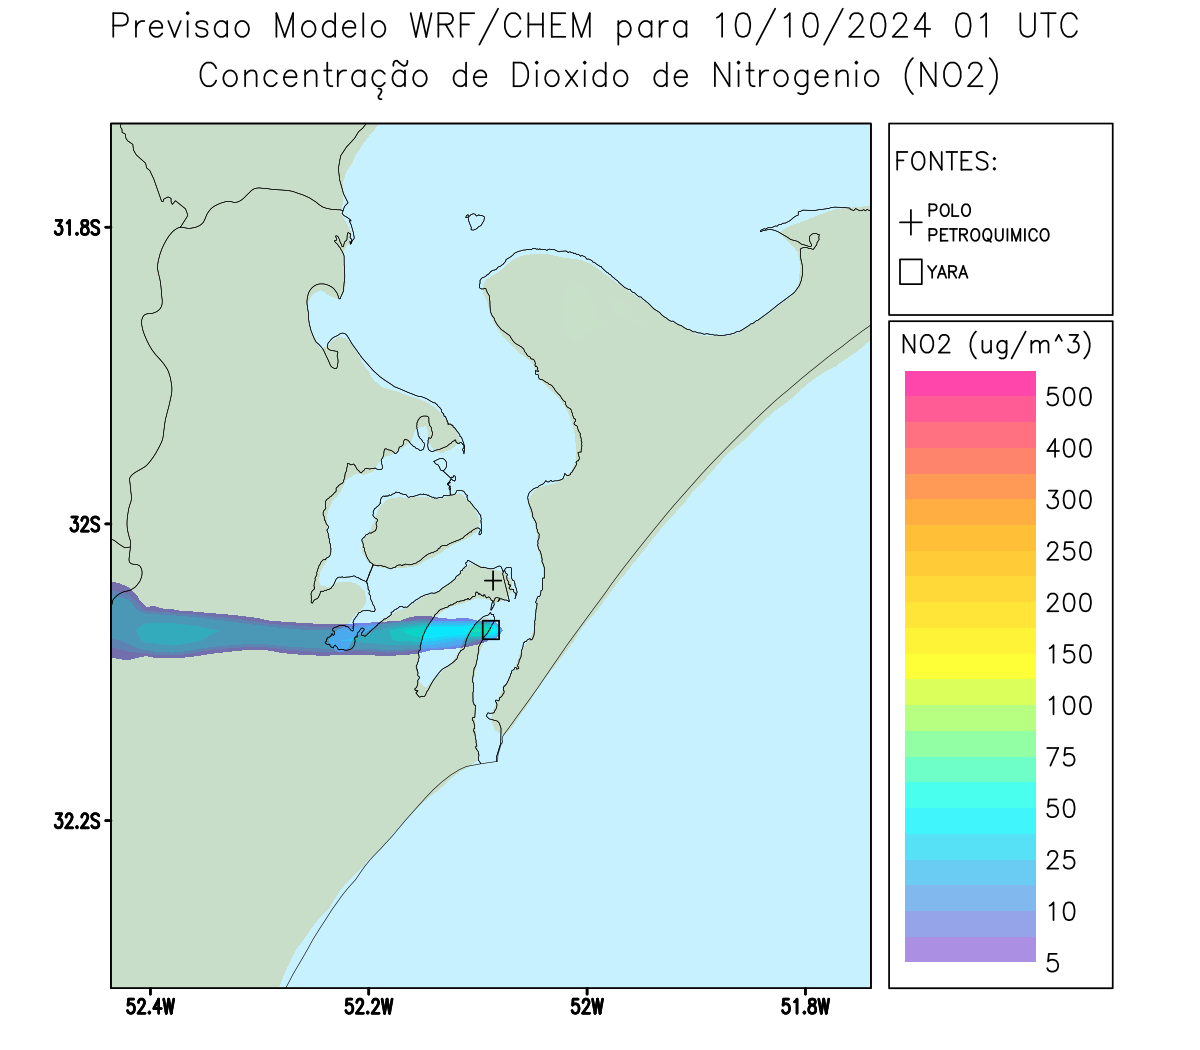 Previsao Modelo WRF/CHEM para 10/10/2024 01 UTC
Concentração de Dioxido de Nitrogenio (NO2)
FONTES:
POLO
PETROQUIMICO
YARA
NO2 (ug/m^3)
500
400
300
250
200
150
100
75
50
25
10
5
31.8S
32S
32.2S
52.4W
52.2W
52W
51.8W